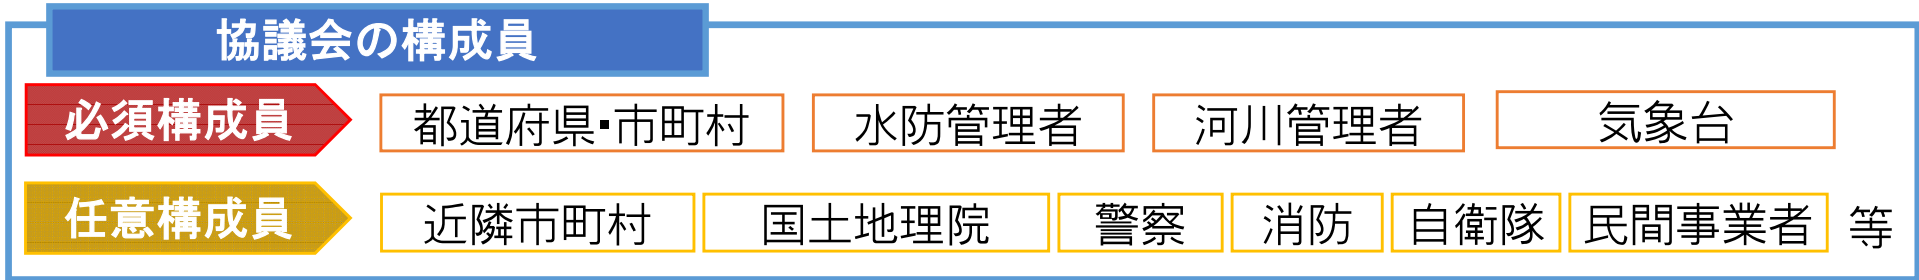 協議会の構成員
必須構成員 都道府県・市町村 水防管理者 河川管理者 気象台
任意構成員 近隣市町村 国土地理院 警察 消防 自衛隊 民間事業者 等